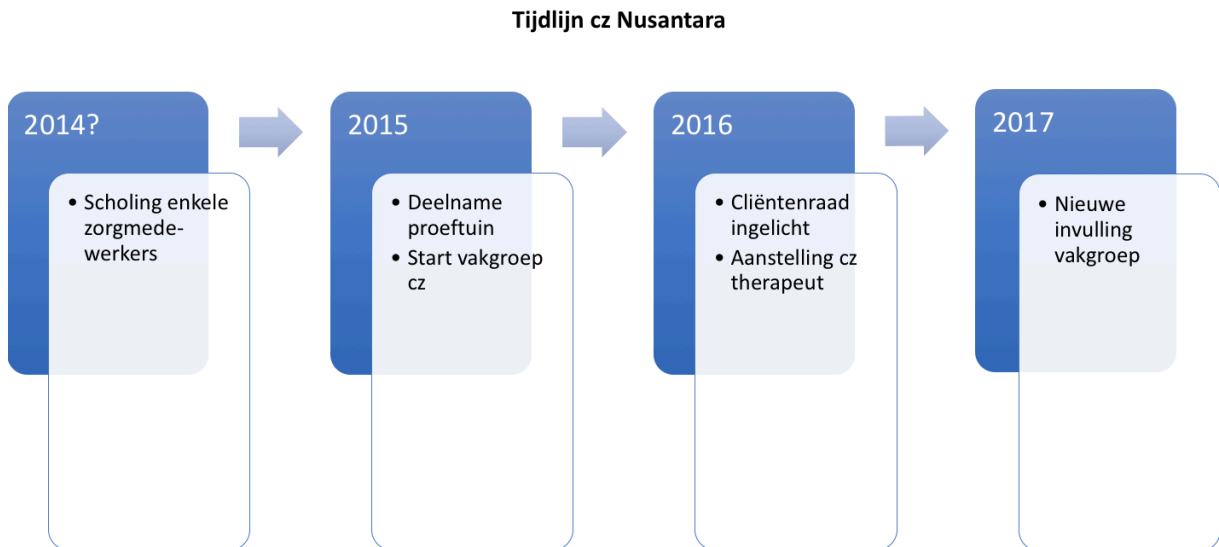 Tijdlijn cz Nusantara
2014?
• Scholing enkele
zorgmede-
werkers
2015
• Deelname
proeftuin
• Start vakgroep
cz
2016
• Cliëntenraad
ingelicht
• Aanstelling cz
therapeut
2017
• Nieuwe
invulling
vakgroep